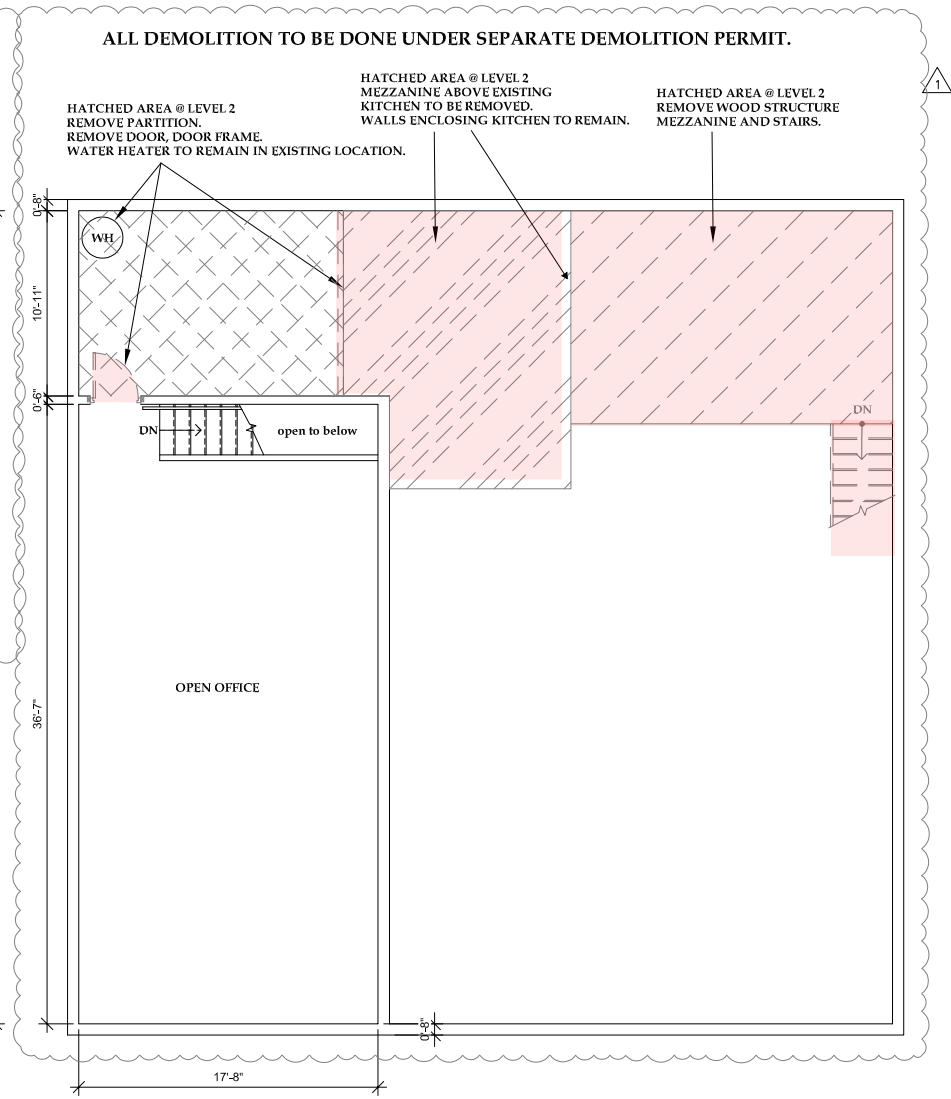 ALL DEMOLITION TO BE DONE UNDER SEPARATE DEMOLITION PERMIT.
1
HATCHED AREA @ LEVEL 2
REMOVE PARTITION.
REMOVE DOOR, DOOR FRAME.
WATER HEATER TO REMAIN IN EXISTING LOCATION.
HATCHED AREA @ LEVEL 2
MEZZANINE ABOVE EXISTING
KITCHEN TO BE REMOVED.
WALLS ENCLOSING KITCHEN TO REMAIN.
HATCHED AREA @ LEVEL 2
REMOVE WOOD STRUCTURE
MEZZANINE AND STAIRS.
0'-8"
WH
10'-11"
0'-6"
DN
open to below
DN
OPEN OFFICE
36'-7"
0'-8"
17'-8"